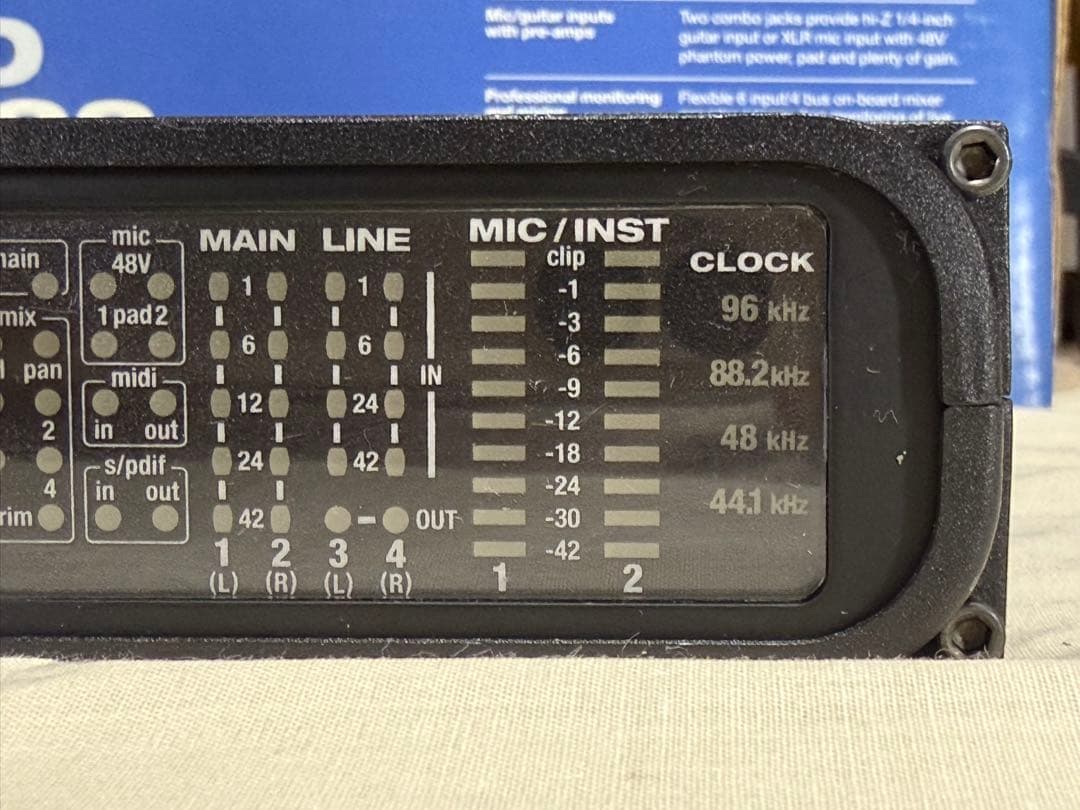 Mic/guitar inputs
with pre-amps
Two combo jacks provide hi-Z 1/4-inch
guitar input or XLR mic input with 48V
phantom power, pad and plenty of gain.
Professional monitoring
Flexible 6 input/4 bus on-board mixer
mix
pan
2
4
mic
48V
1 pad 2
midi
in out
s/pdif
in out
MAIN LINE
1 1
6 6
IN
12 24
24 42
42 OUT
1 2 3 4
(L) (R) (L) (R)
MIC/INST
clip
-1
-3
-6
-9
-12
-18
-24
-30
-42
1 2
CLOCK
96 kHz
88.2kHz
48 kHz
44.1 kHz